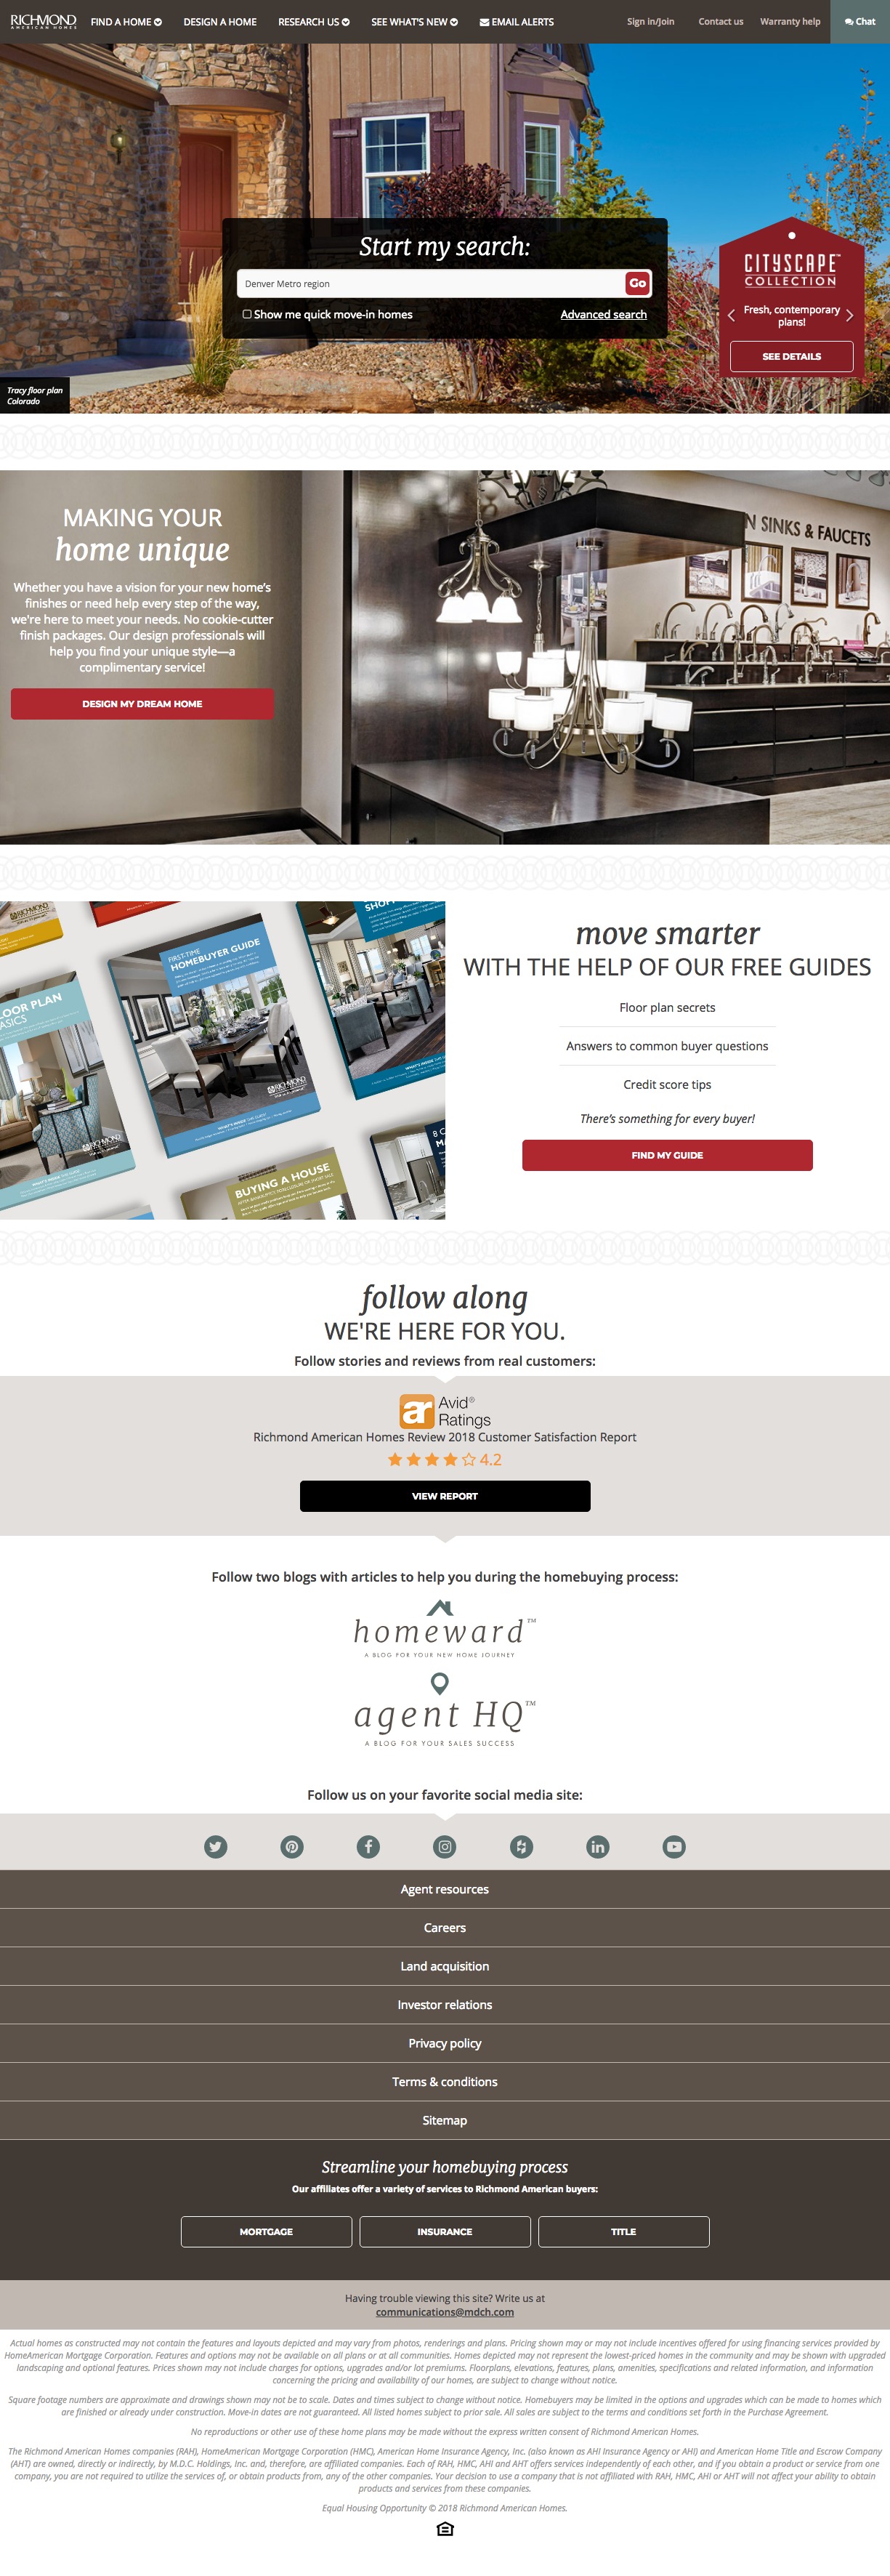 RICHMOND
AMERICAN HOMES
FIND A HOME
DESIGN A HOME
RESEARCH US
SEE WHAT'S NEW
EMAIL ALERTS
Sign in/Join
Contact us
Warranty help
Chat
Start my search:
Denver Metro region
Go
Show me quick move-in homes
Advanced search
CITYSCAPE™
COLLECTION
Fresh, contemporary
plans!
SEE DETAILS
Tracy floor plan
Colorado
MAKING YOUR
home unique
Whether you have a vision for your new home's
finishes or need help every step of the way,
we're here to meet your needs. No cookie-cutter
finish packages. Our design professionals will
help you find your unique style—a
complimentary service!
DESIGN MY DREAM HOME
N SINKS & FAUCETS
RICHMOND
SHOP
FIRST-TIME
HOMEBUYER GUIDE
OOR PLAN
ASICS
WHAT'S INSIDE
RICHMOND
WHAT'S INSIDE THIS GUIDE?
RICHMOND
BUYING A HOUSE
8 C
MA
move smarter
WITH THE HELP OF OUR FREE GUIDES
Floor plan secrets
Answers to common buyer questions
Credit score tips
There's something for every buyer!
FIND MY GUIDE
follow along
WE'RE HERE FOR YOU.
Follow stories and reviews from real customers:
ar Avid®
Ratings
Richmond American Homes Review 2018 Customer Satisfaction Report
4.2
VIEW REPORT
Follow two blogs with articles to help you during the homebuying process:
homeward™
A BLOG FOR YOUR NEW HOME JOURNEY
agent HQ™
A BLOG FOR YOUR SALES SUCCESS
Follow us on your favorite social media site:
Agent resources
Careers
Land acquisition
Investor relations
Privacy policy
Terms & conditions
Sitemap
Streamline your homebuying process
Our affiliates offer a variety of services to Richmond American buyers:
MORTGAGE
INSURANCE
TITLE
Having trouble viewing this site? Write us at
communications@mdch.com
Actual homes as constructed may not contain the features and layouts depicted and may vary from photos, renderings and plans. Pricing shown may or may not include incentives offered for using financing services provided by
HomeAmerican Mortgage Corporation. Features and options may not be available on all plans or at all communities. Homes depicted may not represent the lowest-priced homes in the community and may be shown with upgraded
landscaping and optional features. Prices shown may not include charges for options, upgrades and/or lot premiums. Floorplans, elevations, features, plans, amenities, specifications and related information, and information
concerning the pricing and availability of our homes, are subject to change without notice.
Square footage numbers are approximate and drawings shown may not be to scale. Dates and times subject to change without notice. Homebuyers may be limited in the options and upgrades which can be made to homes which
are finished or already under construction. Move-in dates are not guaranteed. All listed homes subject to prior sale. All sales are subject to the terms and conditions set forth in the Purchase Agreement.
No reproductions or other use of these home plans may be made without the express written consent of Richmond American Homes.
The Richmond American Homes companies (RAH), HomeAmerican Mortgage Corporation (HMC), American Home Insurance Agency, Inc. (also known as AHI Insurance Agency or AHI) and American Home Title and Escrow Company
(AHT) are owned, directly or indirectly, by M.D.C. Holdings, Inc. and, therefore, are affiliated companies. Each of RAH, HMC, AHI and AHT offers services independently of each other, and if you obtain a product or service from one
company, you are not required to utilize the services of, or obtain products from, any of the other companies. Your decision to use a company that is not affiliated with RAH, HMC, AHI or AHT will not affect your ability to obtain
products and services from these companies.
Equal Housing Opportunity © 2018 Richmond American Homes.